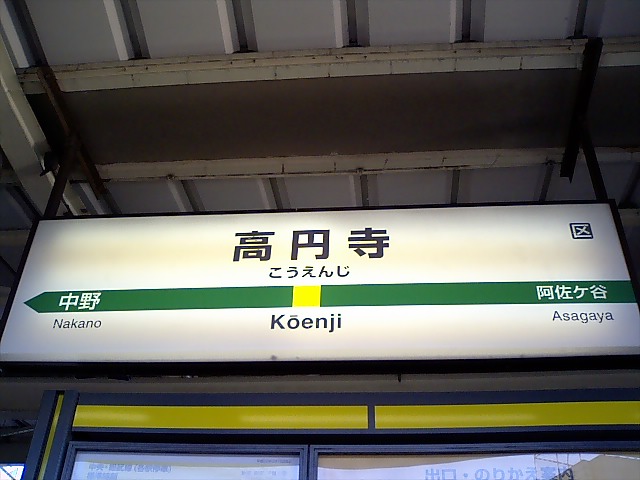 高円寺
区
こうえんじ
中野
阿佐ケ谷
Nakano
Kōenji
Asagaya
出口・のりかえ案内